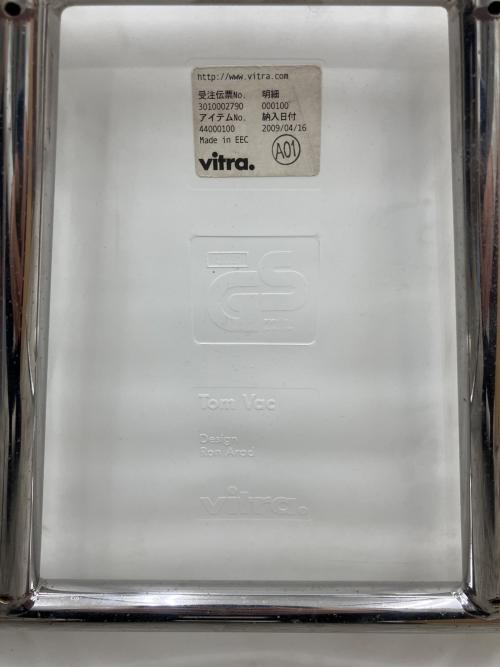 http://www.vitra.com
受注伝票No. 明細
3010002790 000100
アイテムNo. 納入日付
44000100 2009/04/16
Made in EEC
vitra. A01
GS
Tom Vac
Design
Ron Arad
vitra.